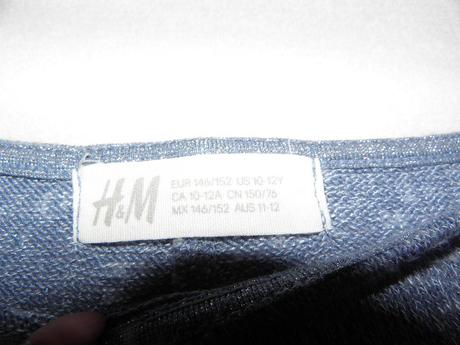 H&M
EUR 146/152 US 10-12Y
CA 10-12A CN 150/76
MX 146/152 AUS 11-12